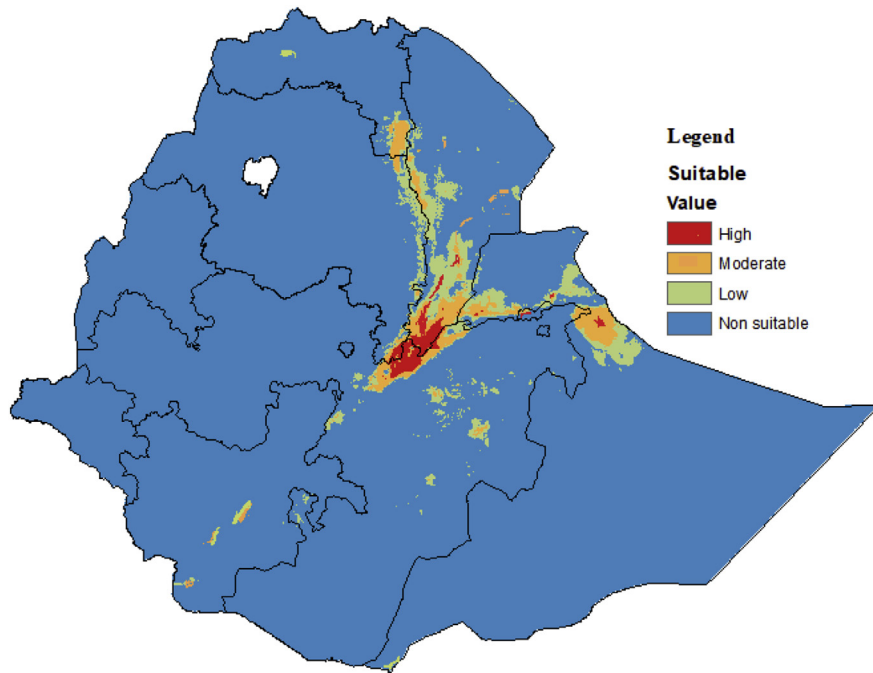 Legend
Suitable
Value
High
Moderate
Low
Non suitable